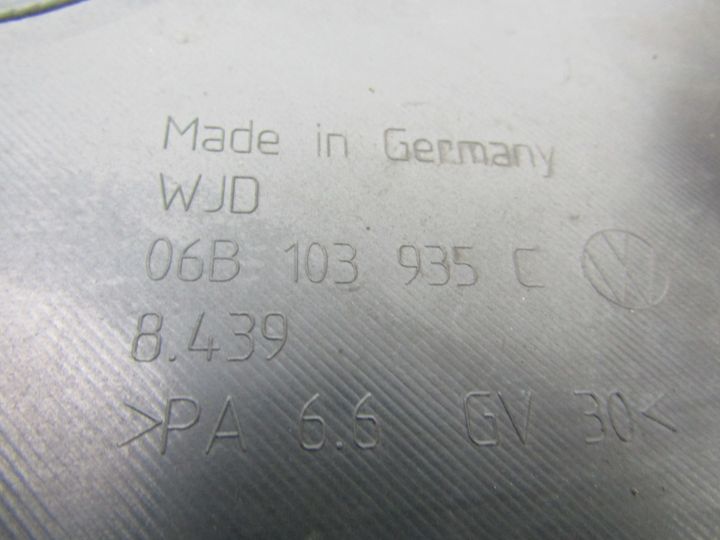 Made in Germany
WJD
06B 103 935 C
8.439
>PA 6.6 GV 30<